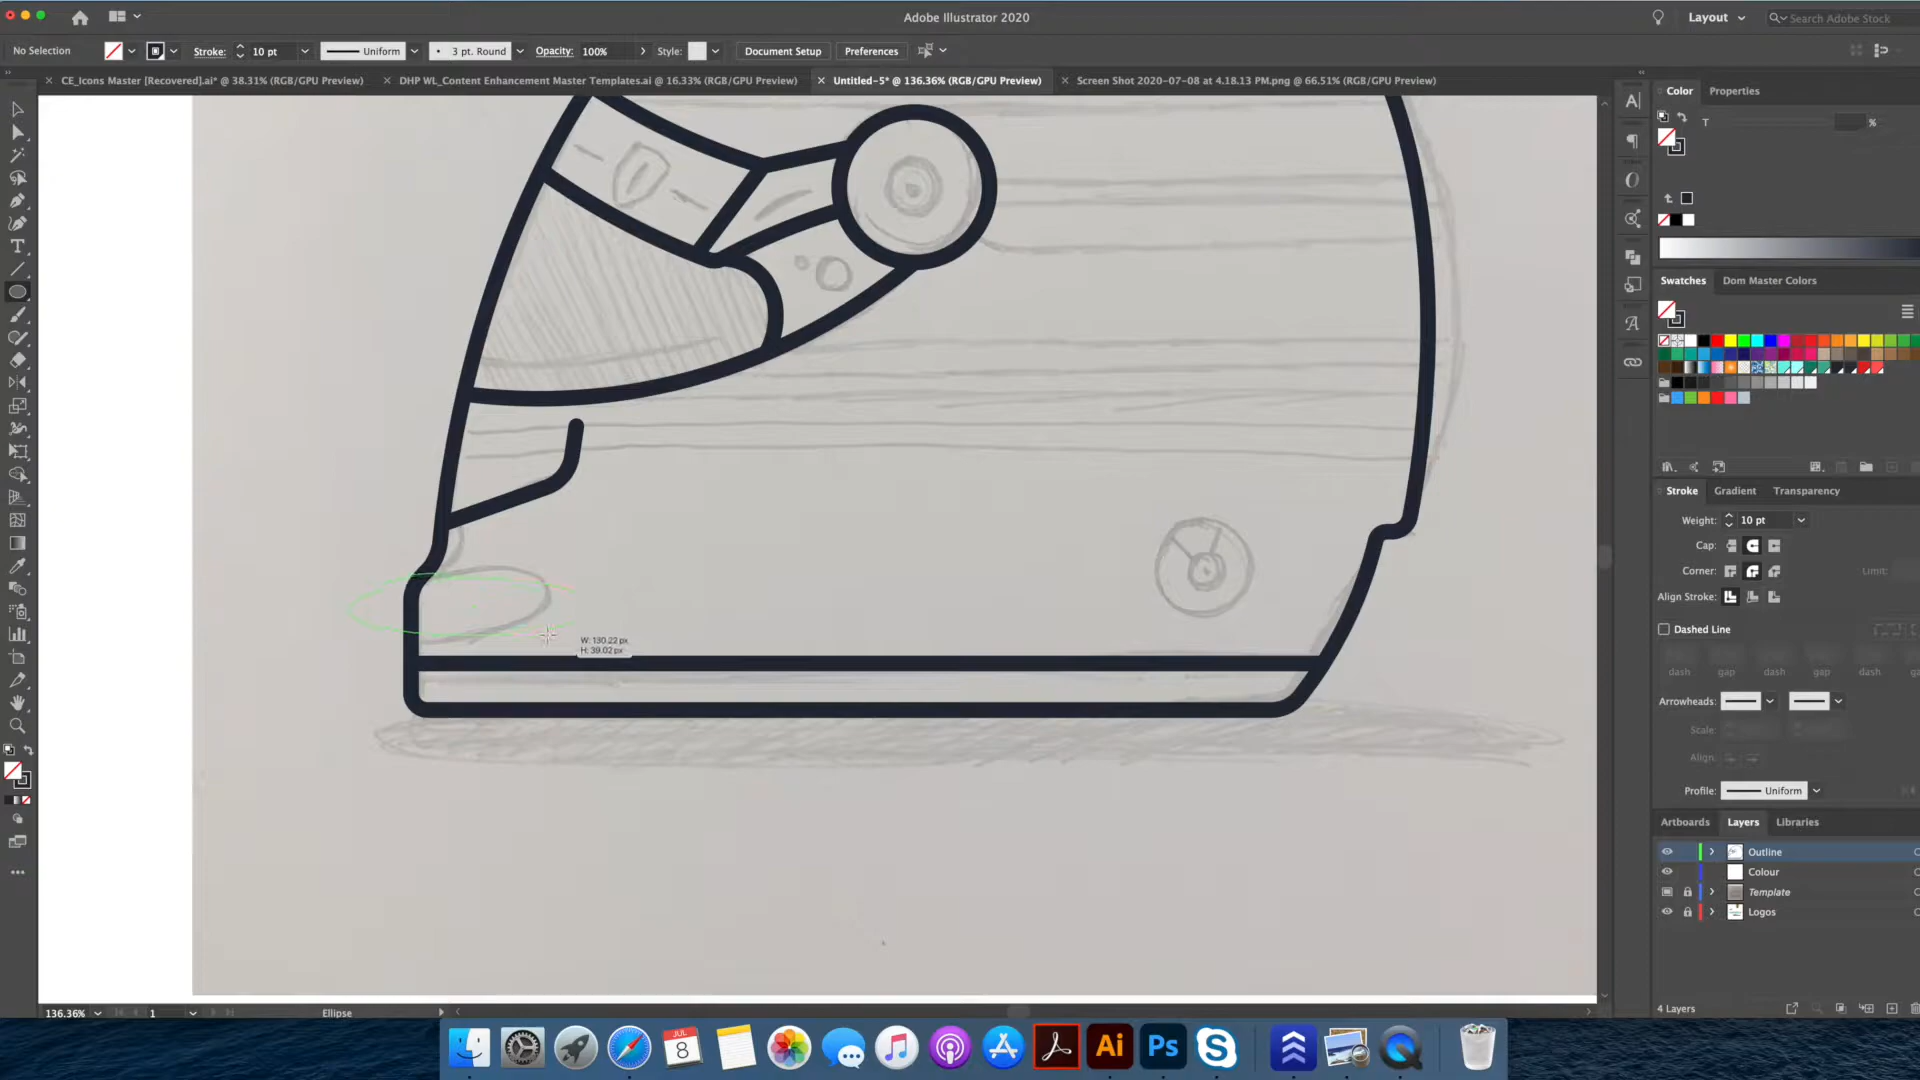 Adobe Illustrator 2020
Layout
Search Adobe Stock
No Selection
Stroke:
10 pt
Uniform
3 pt. Round
Opacity:
100%
Style:
Document Setup
Preferences
CE_Icons Master [Recovered].ai* @ 38.31% (RGB/GPU Preview)
DHP WL_Content Enhancement Master Templates.ai @ 16.33% (RGB/GPU Preview)
Untitled-5* @ 136.36% (RGB/GPU Preview)
Screen Shot 2020-07-08 at 4.18.13 PM.png @ 66.51% (RGB/GPU Preview)
Color
Properties
T
%
Swatches
Dom Master Colors
Stroke
Gradient
Transparency
Weight:
10 pt
Cap:
Corner:
Limit:
Align Stroke:
Dashed Line
dash
gap
dash
gap
dash
gap
Arrowheads:
Scale:
Align:
Profile:
Uniform
Artboards
Layers
Libraries
Outline
Colour
Template
Logos
4 Layers
W: 130.22 px
H: 39.02 px
136.36%
1
Ellipse
JUL
8
Ai
Ps